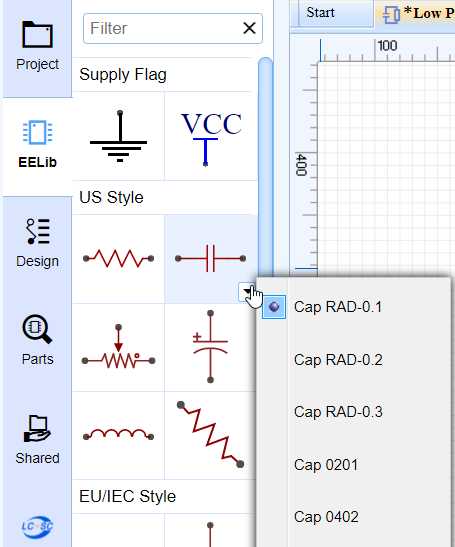 Start
*Low P
Filter
Project
Supply Flag
100
VCC
EELib
400
US Style
Design
Cap RAD-0.1
Parts
Cap RAD-0.2
Cap RAD-0.3
Shared
Cap 0201
EU/IEC Style
Cap 0402
LCSC